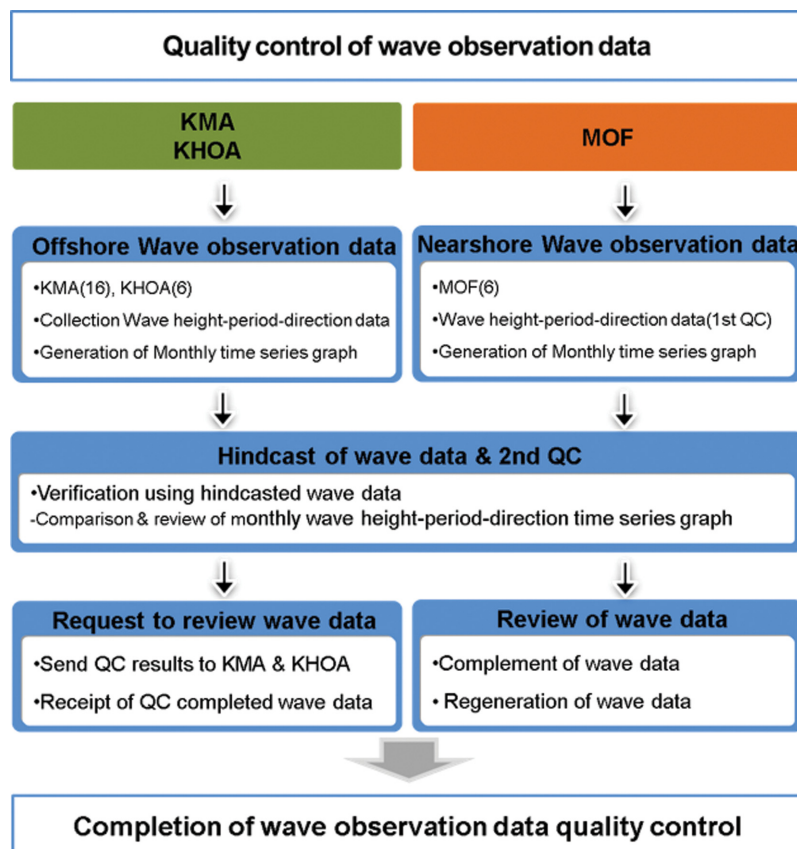 Quality control of wave observation data
KMA
KHOA
MOF
Offshore Wave observation data
•KMA(16), KHOA(6)
•Collection Wave height-period-direction data
•Generation of Monthly time series graph
Nearshore Wave observation data
•MOF(6)
•Wave height-period-direction data(1st QC)
•Generation of Monthly time series graph
Hindcast of wave data & 2nd QC
•Verification using hindcasted wave data
-Comparison & review of monthly wave height-period-direction time series graph
Request to review wave data
•Send QC results to KMA & KHOA
•Receipt of QC completed wave data
Review of wave data
•Complement of wave data
• Regeneration of wave data
Completion of wave observation data quality control